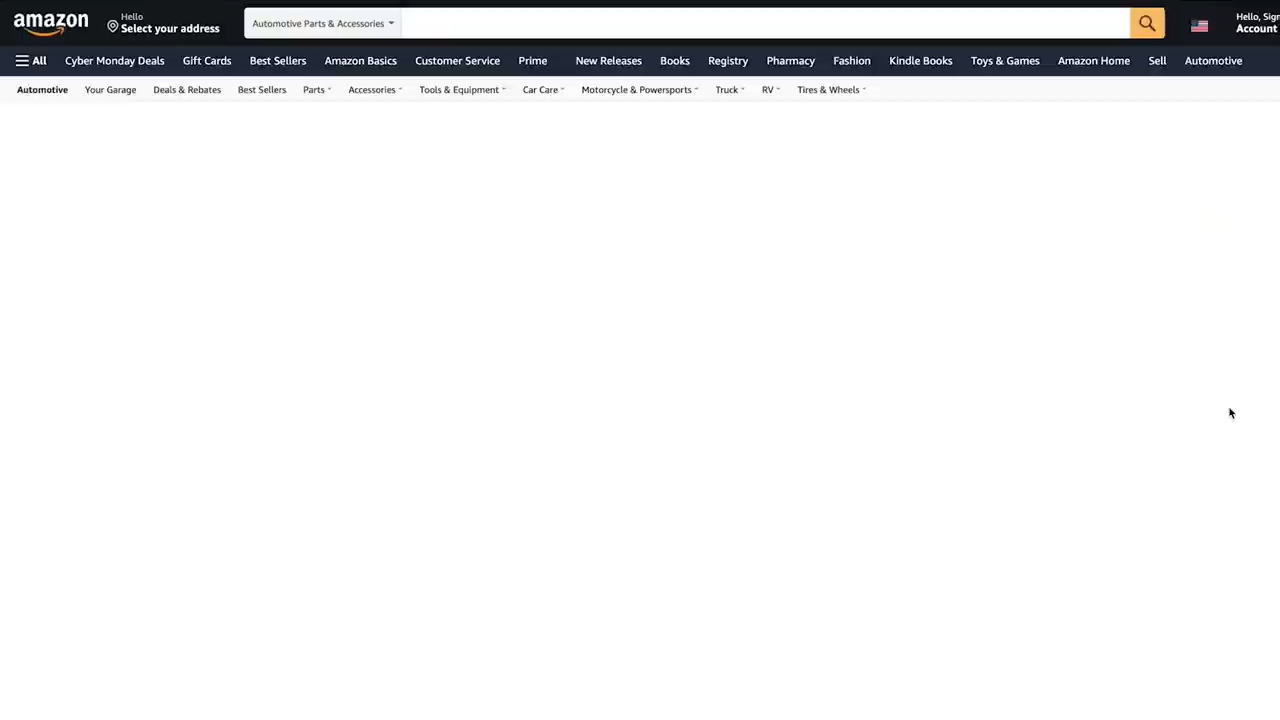 amazon
Hello
Select your address
Automotive Parts & Accessories
Hello, Sign
Account
All Cyber Monday Deals Gift Cards Best Sellers Amazon Basics Customer Service Prime New Releases Books Registry Pharmacy Fashion Kindle Books Toys & Games Amazon Home Sell Automotive
Automotive Your Garage Deals & Rebates Best Sellers Parts Accessories Tools & Equipment Car Care Motorcycle & Powersports Truck RV Tires & Wheels